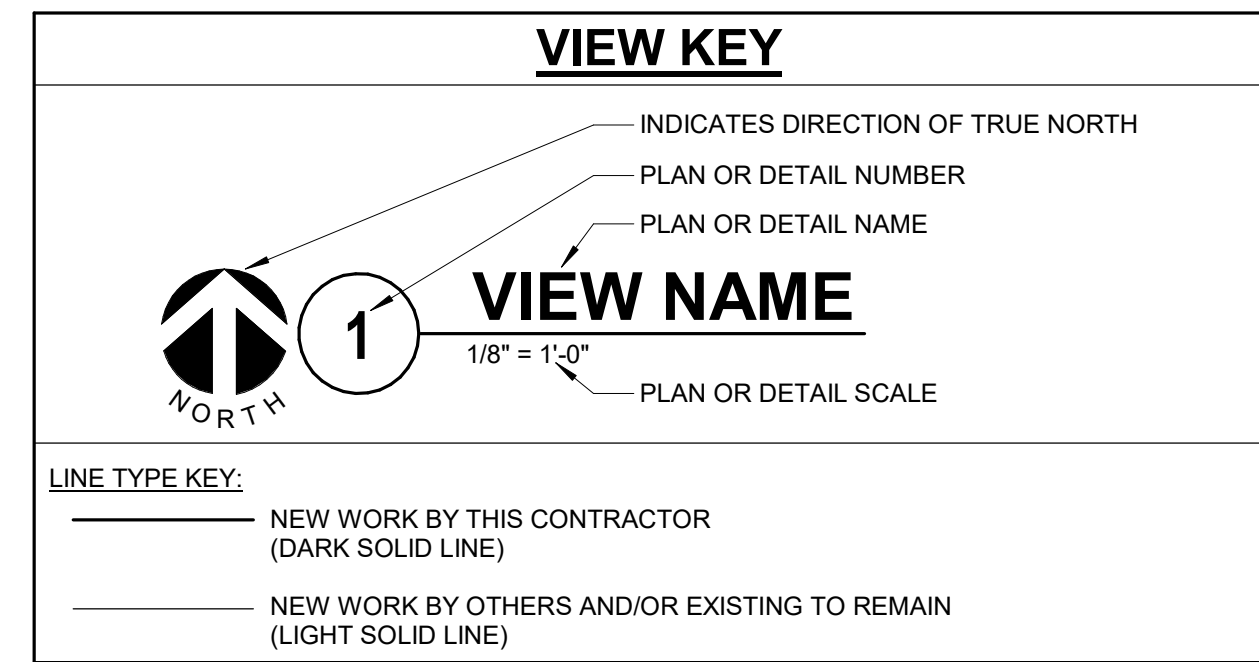 VIEW KEY
INDICATES DIRECTION OF TRUE NORTH
PLAN OR DETAIL NUMBER
PLAN OR DETAIL NAME
NORTH
1
VIEW NAME
1/8" = 1'-0"
PLAN OR DETAIL SCALE
LINE TYPE KEY:
NEW WORK BY THIS CONTRACTOR
(DARK SOLID LINE)
NEW WORK BY OTHERS AND/OR EXISTING TO REMAIN
(LIGHT SOLID LINE)